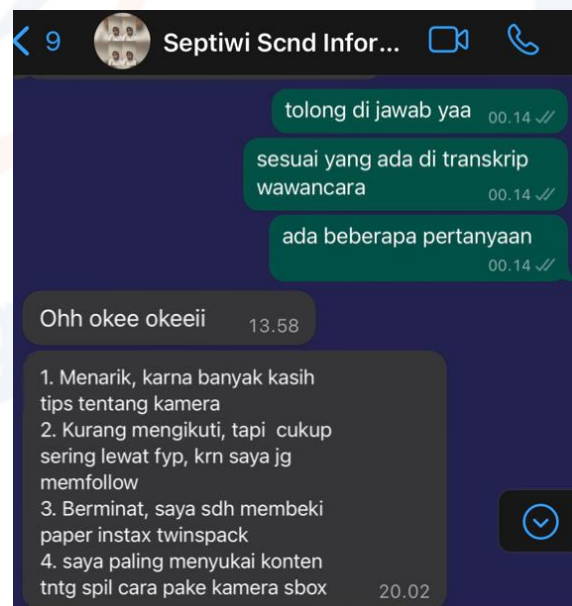 9 Septiwi Scnd Infor...
tolong di jawab yaa 00.14
sesuai yang ada di transkrip
wawancara 00.14
ada beberapa pertanyaan
00.14
Ohh okee okeeii 13.58
1. Menarik, karna banyak kasih
tips tentang kamera
2. Kurang mengikuti, tapi cukup
sering lewat fyp, krn saya jg
memfollow
3. Berminat, saya sdh membeki
paper instax twinspack
4. saya paling menyukai konten
tntg spil cara pake kamera sbox 20.02